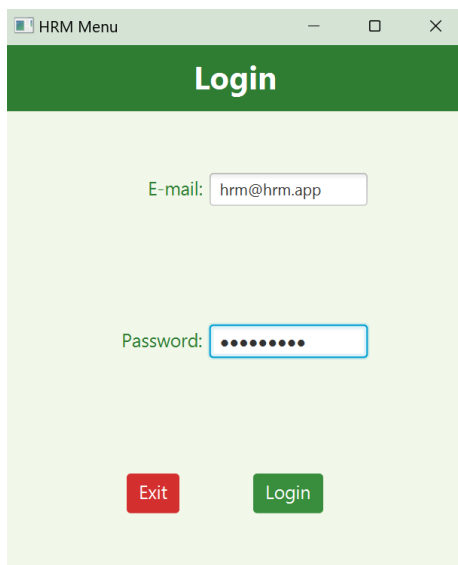 HRM Menu
Login
E-mail: hrm@hrm.app
Password: •••••••••
Exit Login